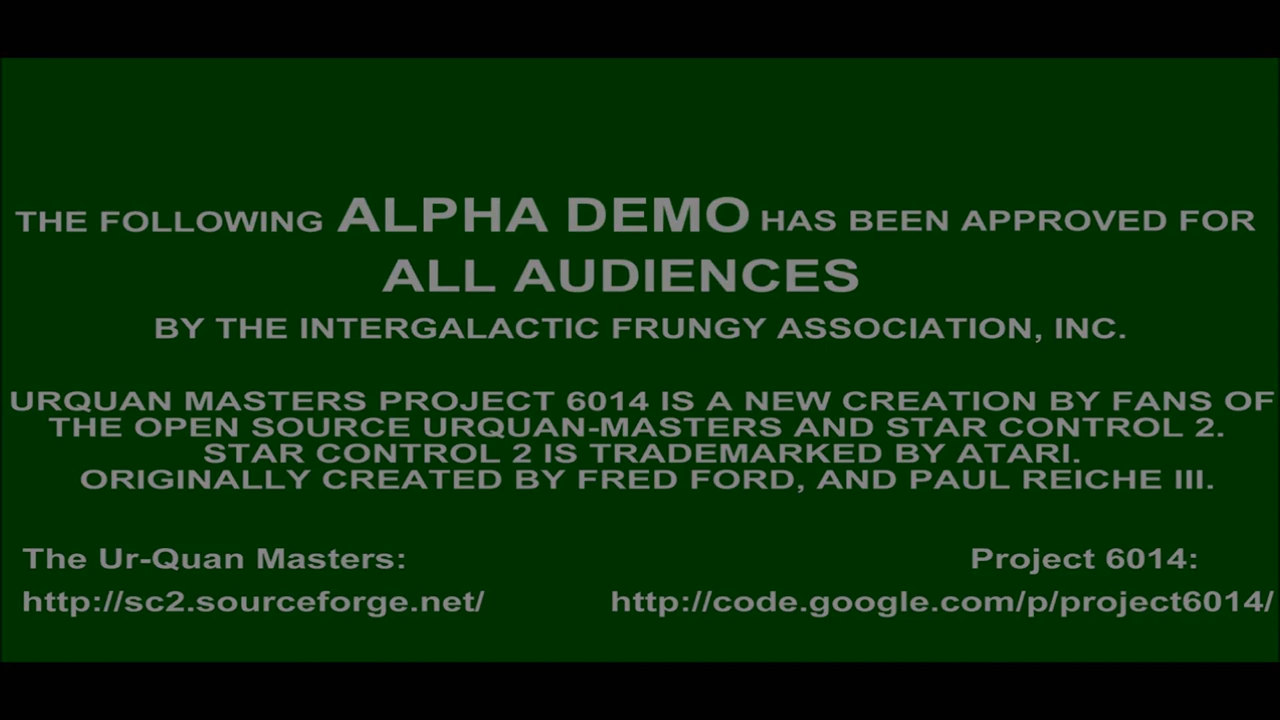 THE FOLLOWING ALPHA DEMO HAS BEEN APPROVED FOR
ALL AUDIENCES
BY THE INTERGALACTIC FRUNGY ASSOCIATION, INC.
URQUAN MASTERS PROJECT 6014 IS A NEW CREATION BY FANS OF
THE OPEN SOURCE URQUAN-MASTERS AND STAR CONTROL 2.
STAR CONTROL 2 IS TRADEMARKED BY ATARI.
ORIGINALLY CREATED BY FRED FORD, AND PAUL REICHE III.
The Ur-Quan Masters: Project 6014:
http://sc2.sourceforge.net/ http://code.google.com/p/project6014/